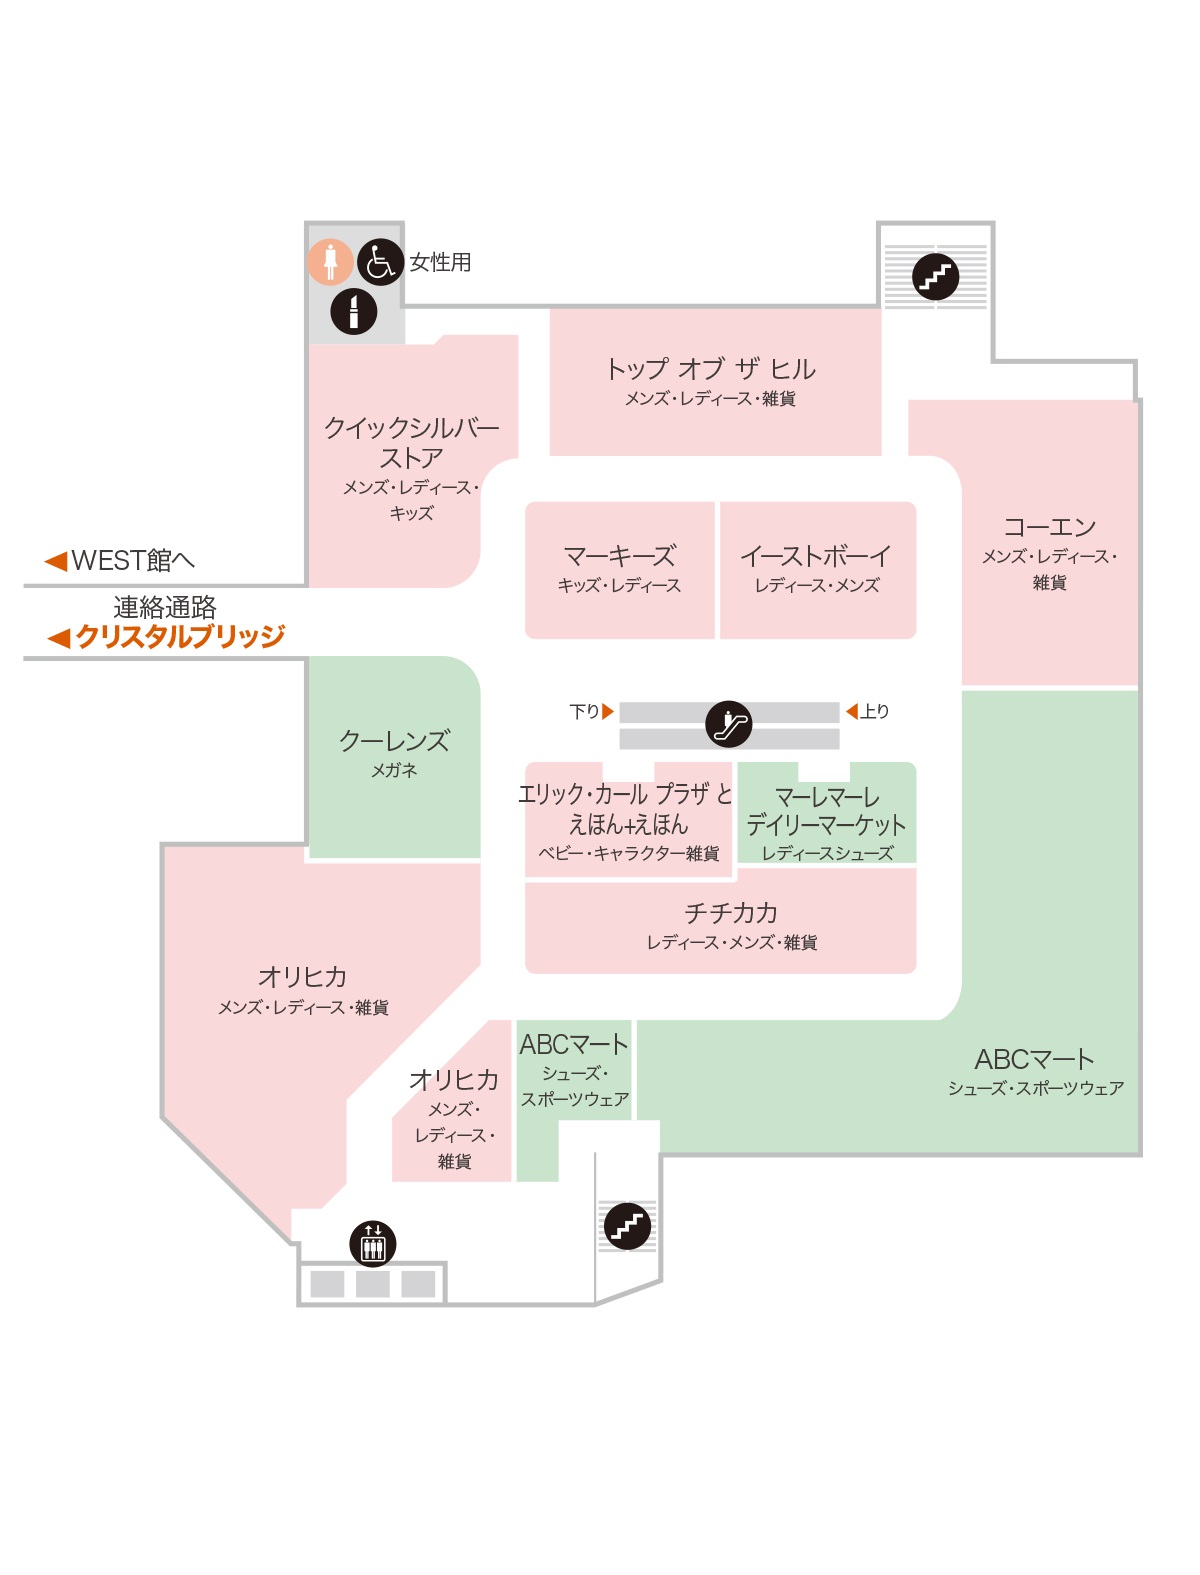 女性用
トップ オブ ザ ヒル
メンズ・レディース・雑貨
クイックシルバー
ストア
メンズ・レディース・
キッズ
コーエン
メンズ・レディース・
雑貨
マーキーズ
キッズ・レディース
イーストボーイ
レディース・メンズ
◀WEST館へ
連絡通路
◀クリスタルブリッジ
下り▶
◀上り
クーレンズ
メガネ
エリック・カール プラザ と
えほん+えほん
ベビー・キャラクター雑貨
マーレマーレ
デイリーマーケット
レディースシューズ
チチカカ
レディース・メンズ・雑貨
オリヒカ
メンズ・レディース・雑貨
オリヒカ
メンズ・
レディース・
雑貨
ABCマート
シューズ・
スポーツウェア
ABCマート
シューズ・スポーツウェア